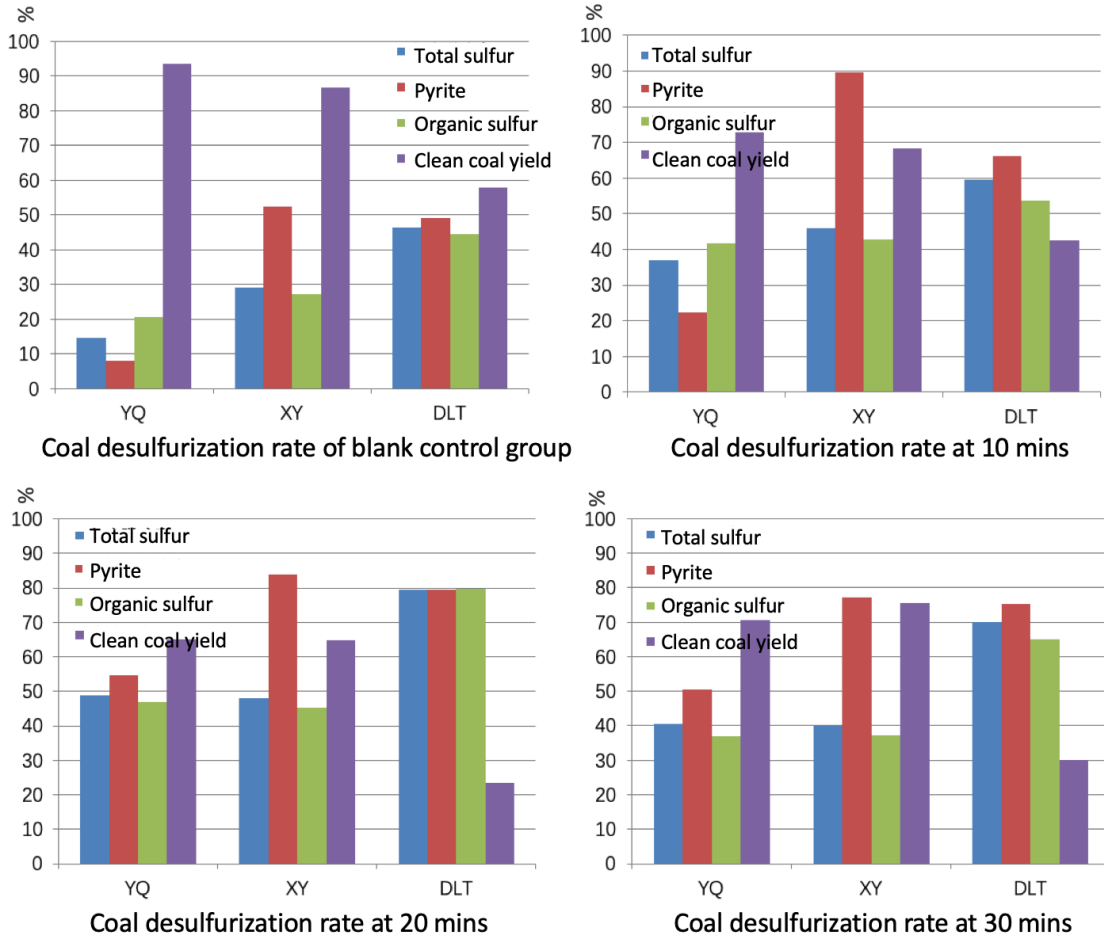 %
100
90
80
70
60
50
40
30
20
10
0
Total sulfur
Pyrite
Organic sulfur
Clean coal yield
YQ XY DLT
Coal desulfurization rate of blank control group
%
100
90
80
70
60
50
40
30
20
10
0
Total sulfur
Pyrite
Organic sulfur
Clean coal yield
YQ XY DLT
Coal desulfurization rate at 10 mins
%
100
90
80
70
60
50
40
30
20
10
0
Total sulfur
Pyrite
Organic sulfur
Clean coal yield
YQ XY DLT
Coal desulfurization rate at 20 mins
%
100
90
80
70
60
50
40
30
20
10
0
Total sulfur
Pyrite
Organic sulfur
Clean coal yield
YQ XY DLT
Coal desulfurization rate at 30 mins